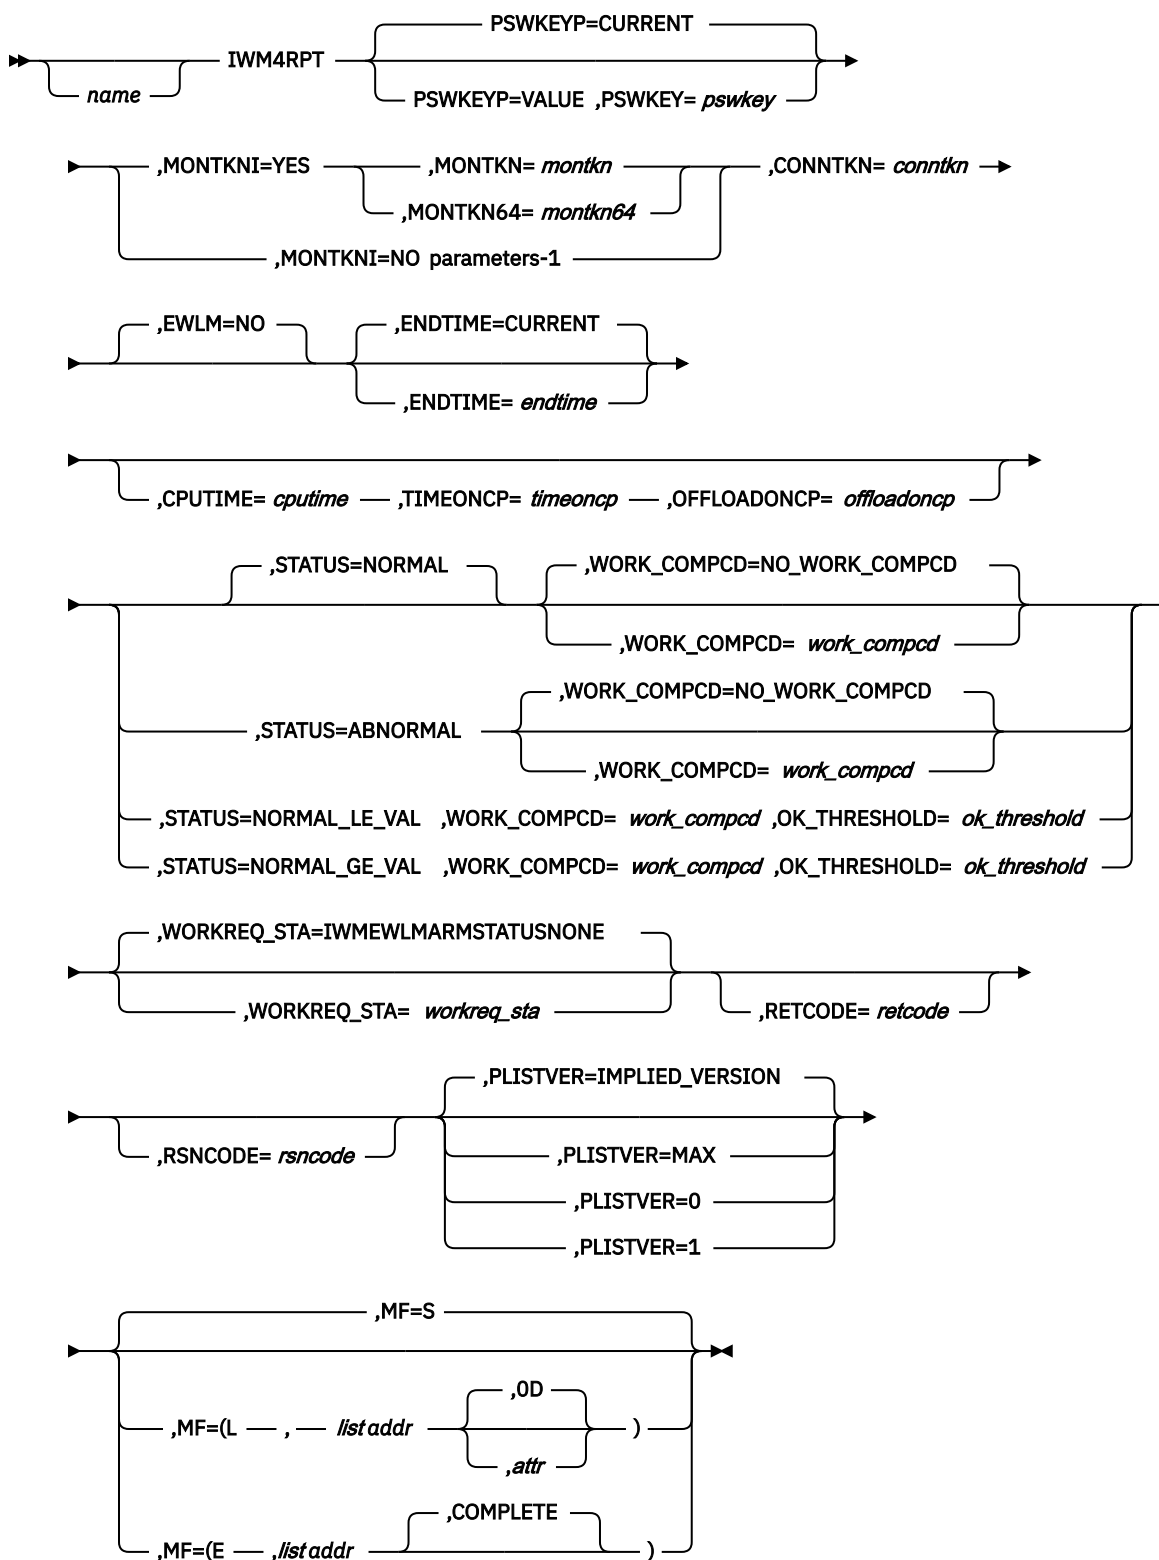 PSWKEYP=CURRENT
IWM4RPT
name
PSWKEYP=VALUE ,PSWKEY= pswkey
,MONTKNI=YES ,MONTKN= montkn ,CONNTKN= conntkn
,MONTKN64= montkn64
,MONTKNI=NO parameters-1
,EWLM=NO ,ENDTIME=CURRENT
,ENDTIME= endtime
,CPUTIME= cputime ,TIMEONCP= timeoncp ,OFFLOADONCP= offloadoncp
,STATUS=NORMAL ,WORK_COMPCD=NO_WORK_COMPCD
,WORK_COMPCD= work_compcd
,WORK_COMPCD=NO_WORK_COMPCD
,STATUS=ABNORMAL
,WORK_COMPCD= work_compcd
,STATUS=NORMAL_LE_VAL ,WORK_COMPCD= work_compcd ,OK_THRESHOLD= ok_threshold
,STATUS=NORMAL_GE_VAL ,WORK_COMPCD= work_compcd ,OK_THRESHOLD= ok_threshold
,WORKREQ_STA=IWMEWLMARMSTATUSNONE
,WORKREQ_STA= workreq_sta ,RETCODE= retcode
,PLISTVER=IMPLIED_VERSION
,RSNCODE= rsncode ,PLISTVER=MAX
,PLISTVER=0
,PLISTVER=1
,MF=S
,0D
,MF=(L , list addr )
,attr
,COMPLETE
,MF=(E ,list addr )